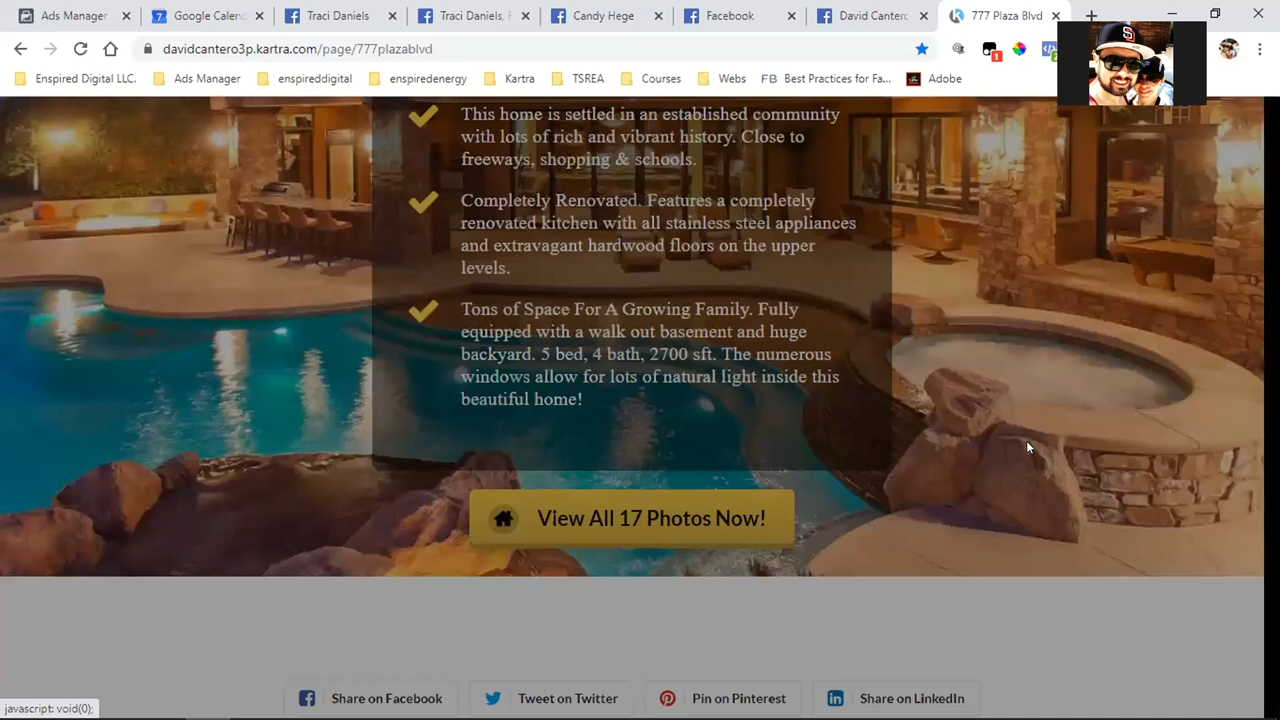 Ads Manager
Google Calen
Traci Daniels
Traci Daniels,
Candy Hege
Facebook
David Canterc
777 Plaza Blvd
davidcantero3p.kartra.com/page/777plazablvd
Enspired Digital LLC.
Ads Manager
enspireddigital
enspiredagency
Kartra
TSREA
Courses
Webs
FB Best Practices for Fa...
Adobe
This home is settled in an established community
with lots of rich and vibrant history. Close to
freeways, shopping & schools.
Completely Renovated. Features a completely
renovated kitchen with all stainless steel appliances
and extravagant hardwood floors on the upper
levels.
Tons of Space For A Growing Family. Fully
equipped with a walk out basement and huge
backyard. 5 bed, 4 bath, 2700 sft. The numerous
windows allow for lots of natural light inside this
beautiful home!
View All 17 Photos Now!
Share on Facebook
Tweet on Twitter
Pin on Pinterest
Share on LinkedIn
javascript: void(0);